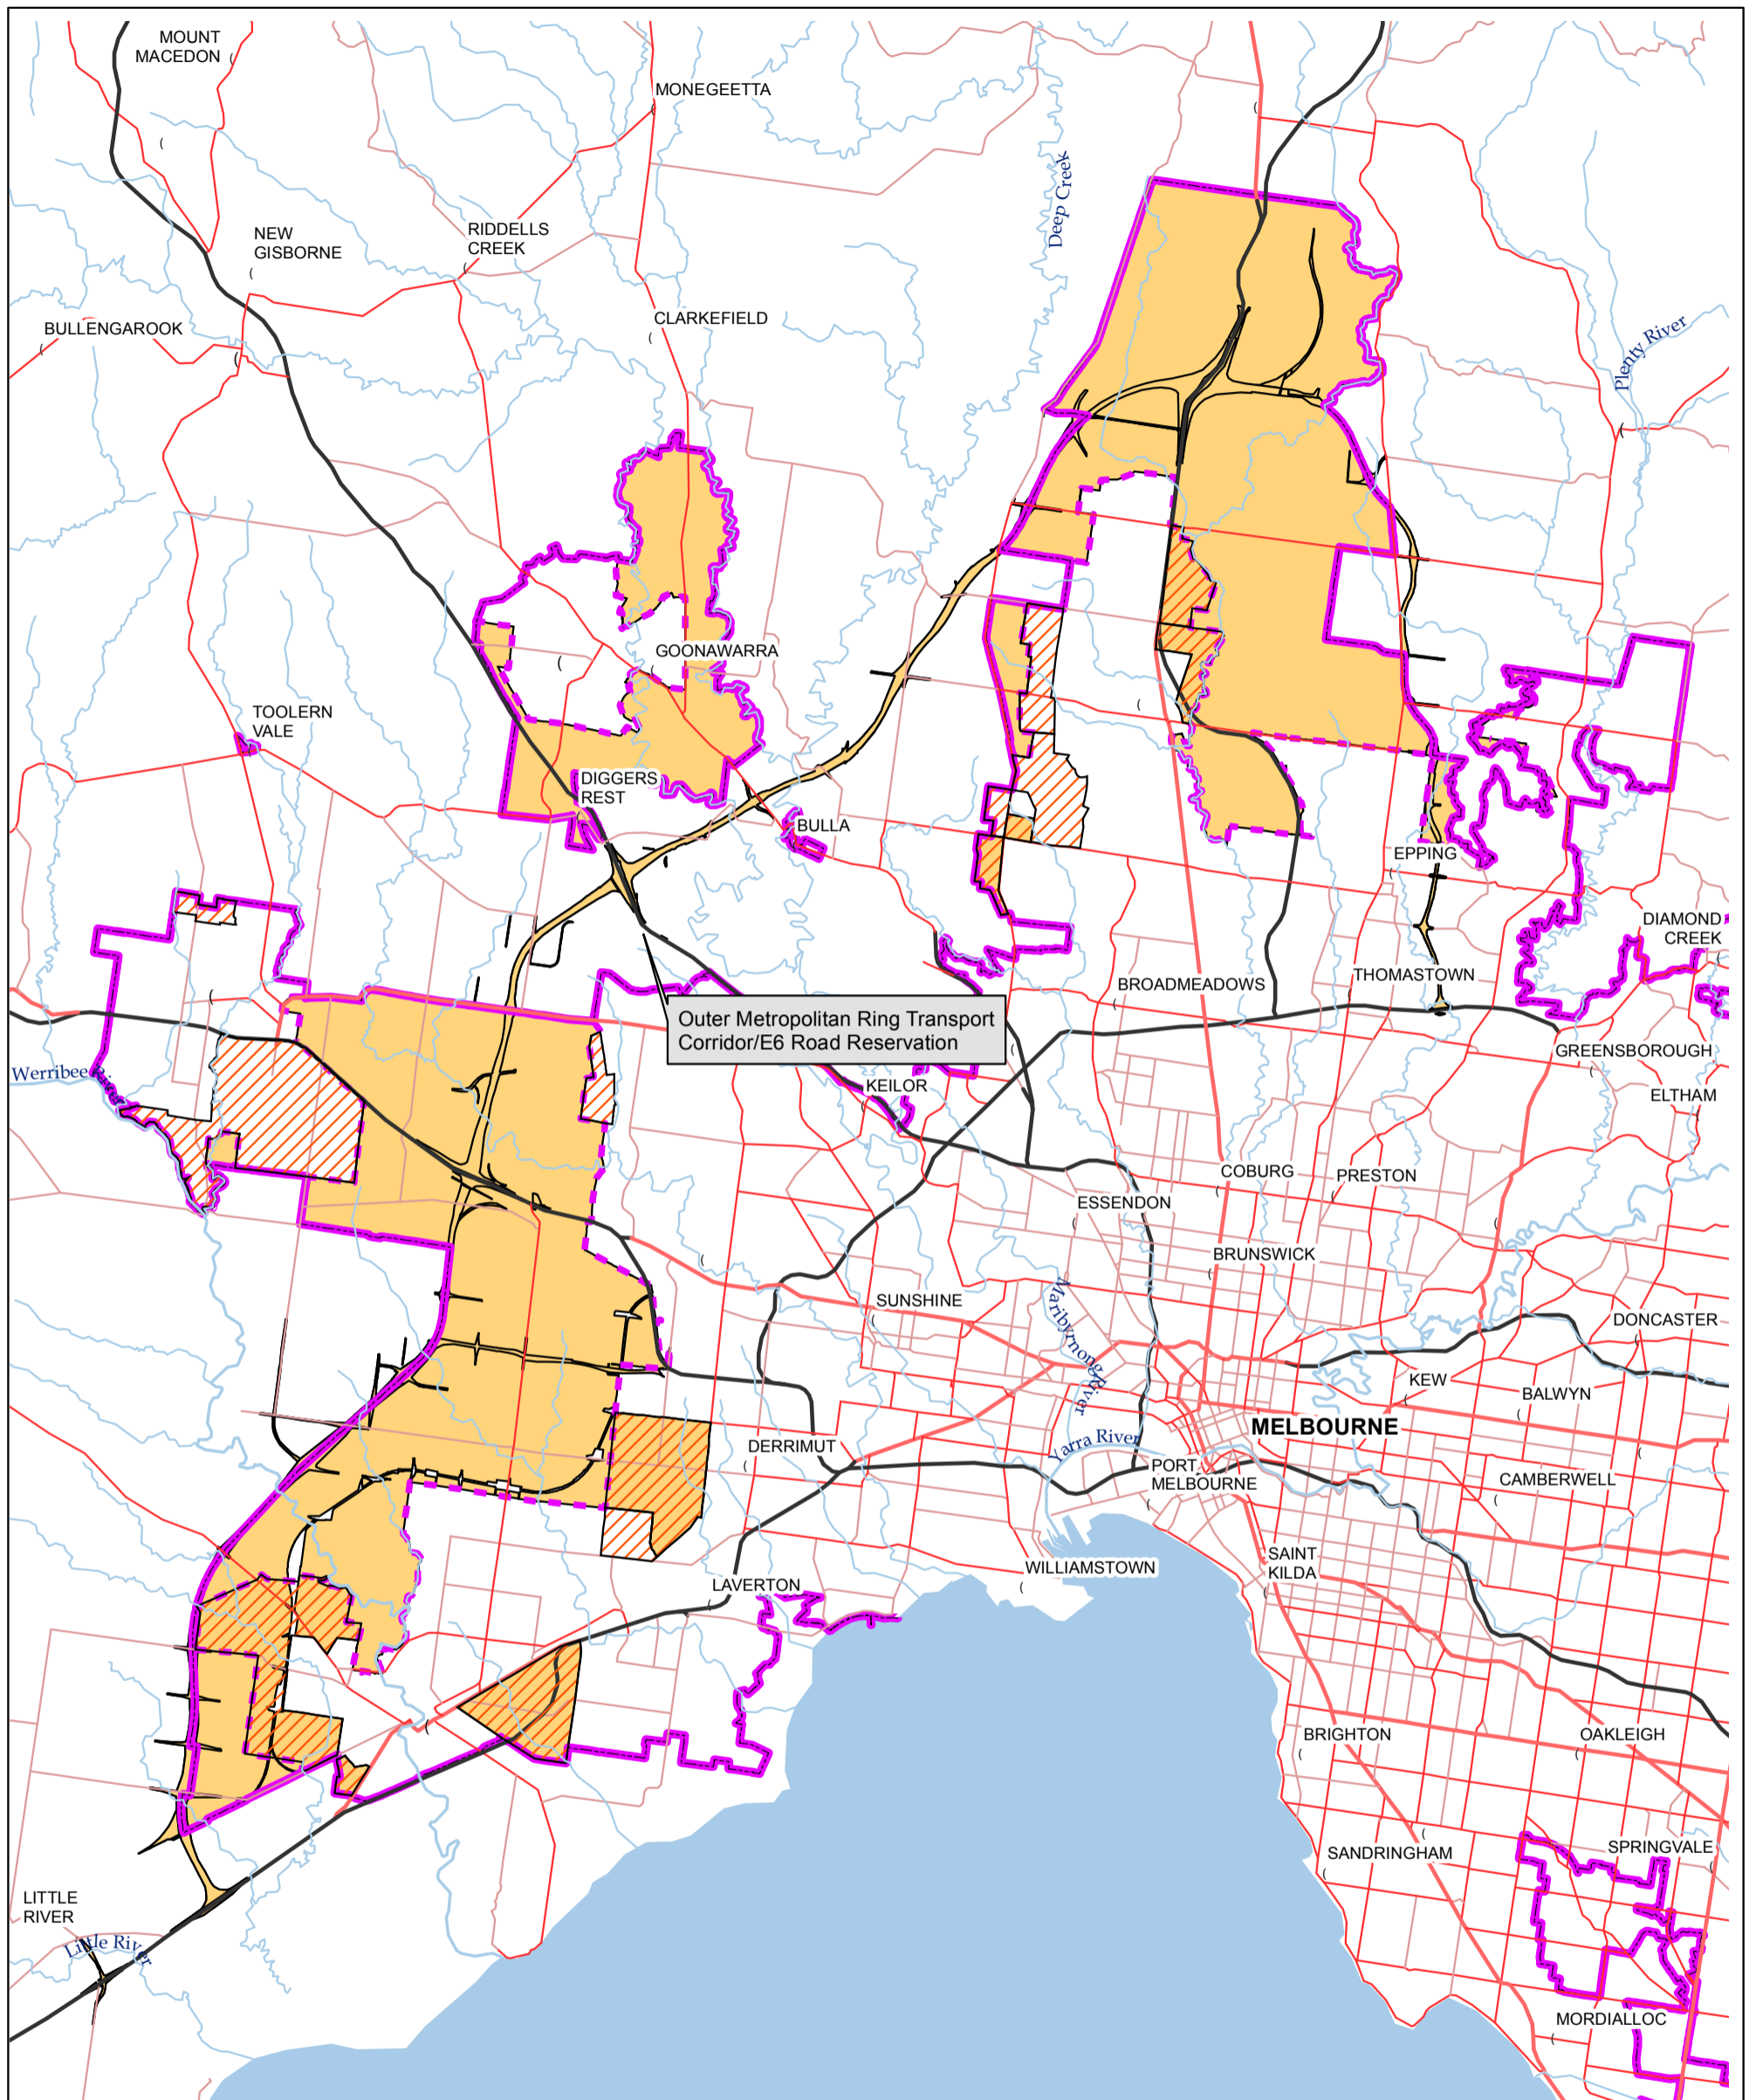 MOUNT
MACEDON
MONEGEETTA
Deep Creek
NEW
GISBORNE
RIDDELLS
CREEK
CLARKEFIELD
BULLENGAROOK
Plenty River
GOONAWARRA
TOOLERN
VALE
DIGGERS
REST
BULLA
EPPING
DIAMOND
CREEK
BROADMEADOWS
THOMASTOWN
Outer Metropolitan Ring Transport
Corridor/E6 Road Reservation
GREENSBOROUGH
Werribee
KEILOR
ELTHAM
COBURG
PRESTON
ESSENDON
BRUNSWICK
SUNSHINE
Maribyrnong
River
DONCASTER
KEW
BALWYN
MELBOURNE
DERRIMUT
Yarra River
PORT
MELBOURNE
CAMBERWELL
SAINT
KILDA
WILLIAMSTOWN
LAVERTON
BRIGHTON
OAKLEIGH
SANDRINGHAM
SPRINGVALE
LITTLE
RIVER
Little River
MORDIALLOC